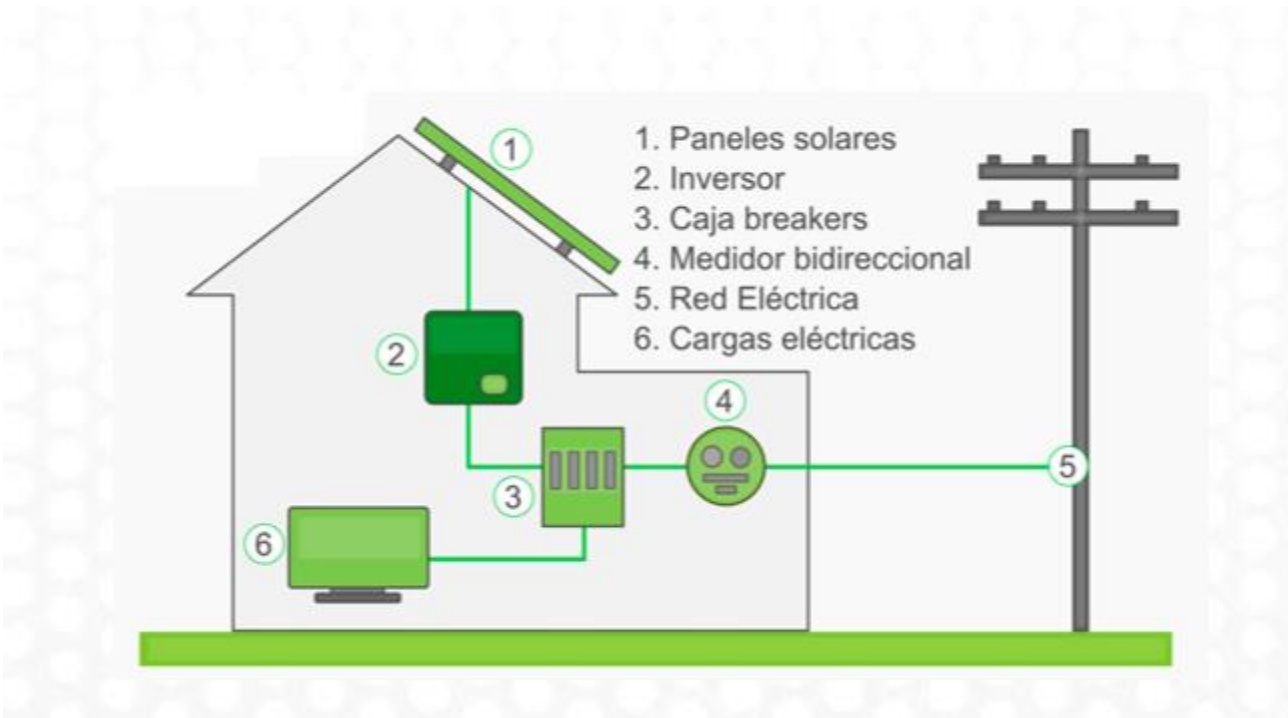 1. Paneles solares
2. Inversor
3. Caja breakers
4. Medidor bidireccional
5. Red Eléctrica
6. Cargas eléctricas
1
2
3
4
5
6